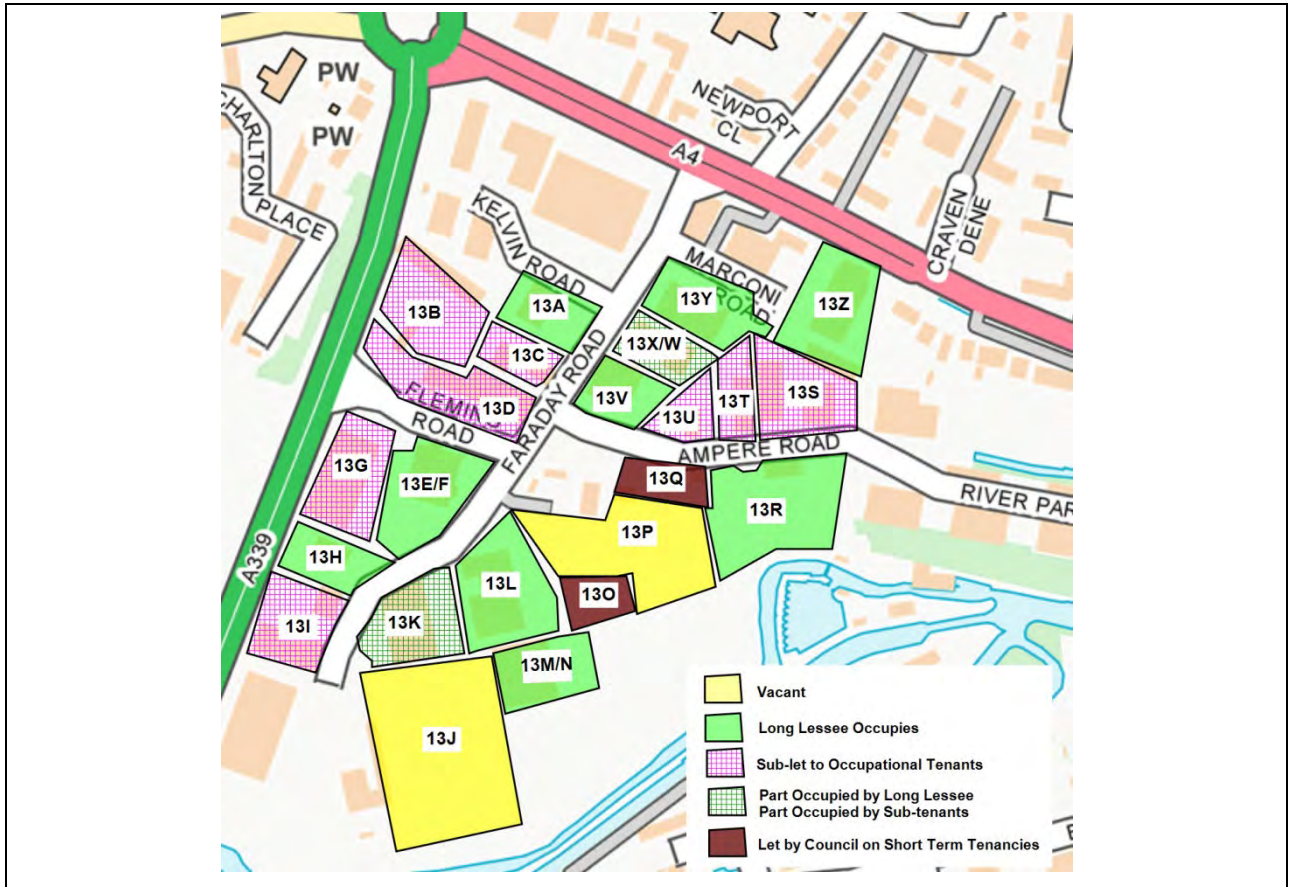 PW
PW
CHARLTON
PLACE
NEWPORT
CL
A4
CRAVEN
DENE
KELVIN ROAD
MARCONI
ROAD
13A
13Y
13Z
13B
13X/W
13C
FARADAY ROAD
13V
13T
13S
13D
13U
FLEMING
ROAD
AMPERE ROAD
13G
13E/F
13Q
13R
RIVER PAR
13P
A339
13H
13L
13O
13I
13K
13M/N
13J
Vacant
Long Lessee Occupies
Sub-let to Occupational Tenants
Part Occupied by Long Lessee
Part Occupied by Sub-tenants
Let by Council on Short Term Tenancies